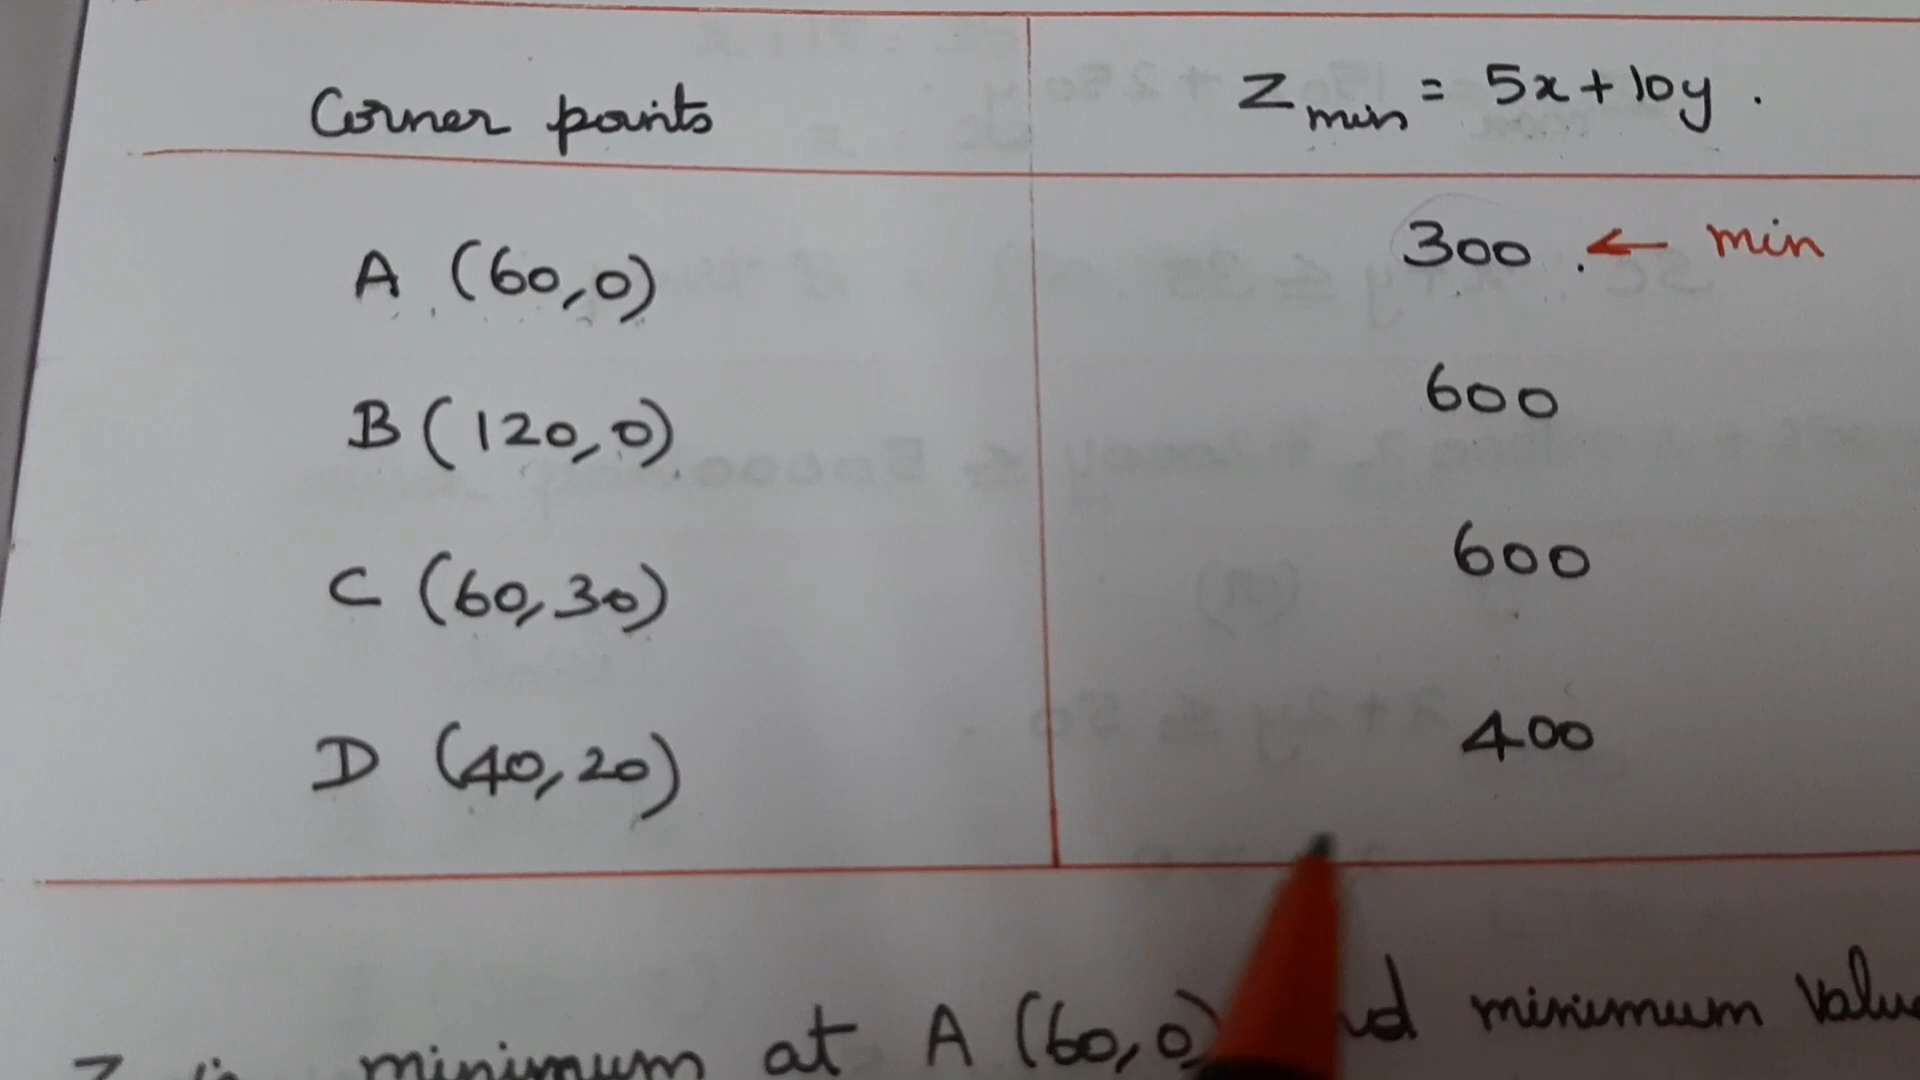 Corner points Z min = 5x + 10y .
A (60,0) 300 . ← min
B (120,0) 600
C (60,30) 600
D (40,20) 400
Z is minimum at A (60,0) minimum